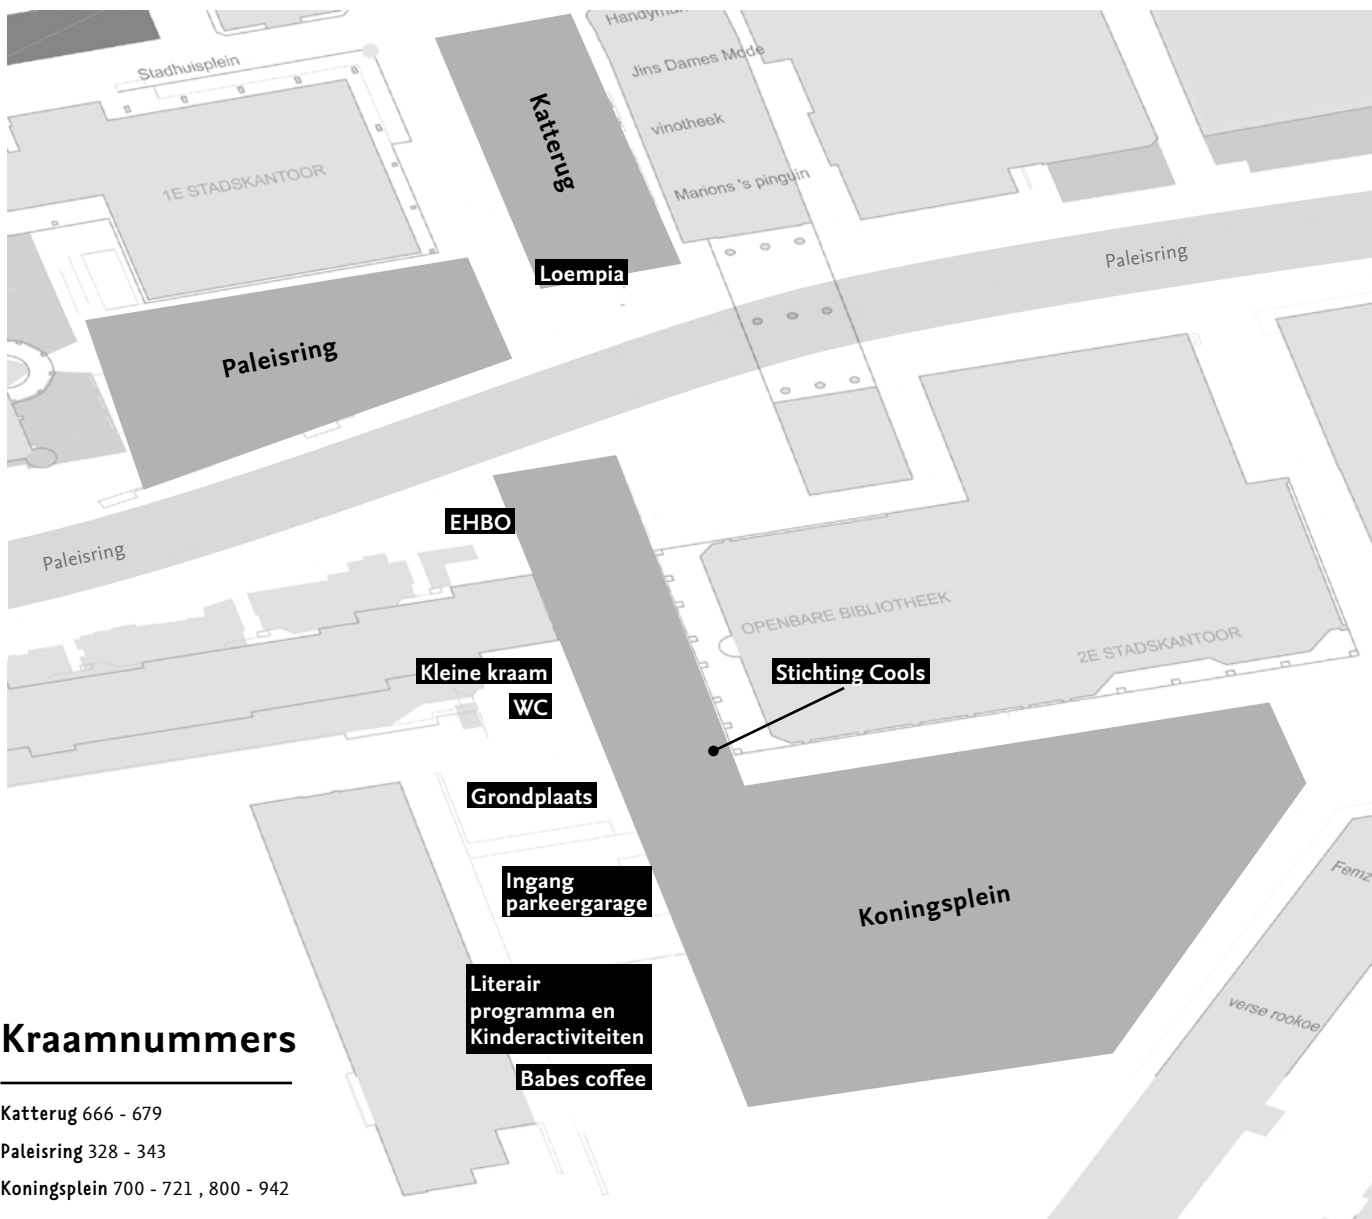 Stadhuisplein
Jins Dames Mode
Katterug
vinotheek
1E STADSKANTOOR
Marions 's pinguin
Paleisring
Loempia
Paleisring
EHBO
Paleisring
OPENBARE BIBLIOTHEEK
2E STADSKANTOOR
Kleine kraam
Stichting Cools
WC
Grondplaats
Ingang
parkeergarage
Koningsplein
Literair
programma en
Kinderactiviteiten
verse rookoe
Babes coffee
Kraamnummers
Katterug 666 - 679
Paleisring 328 - 343
Koningsplein 700 - 721 , 800 - 942